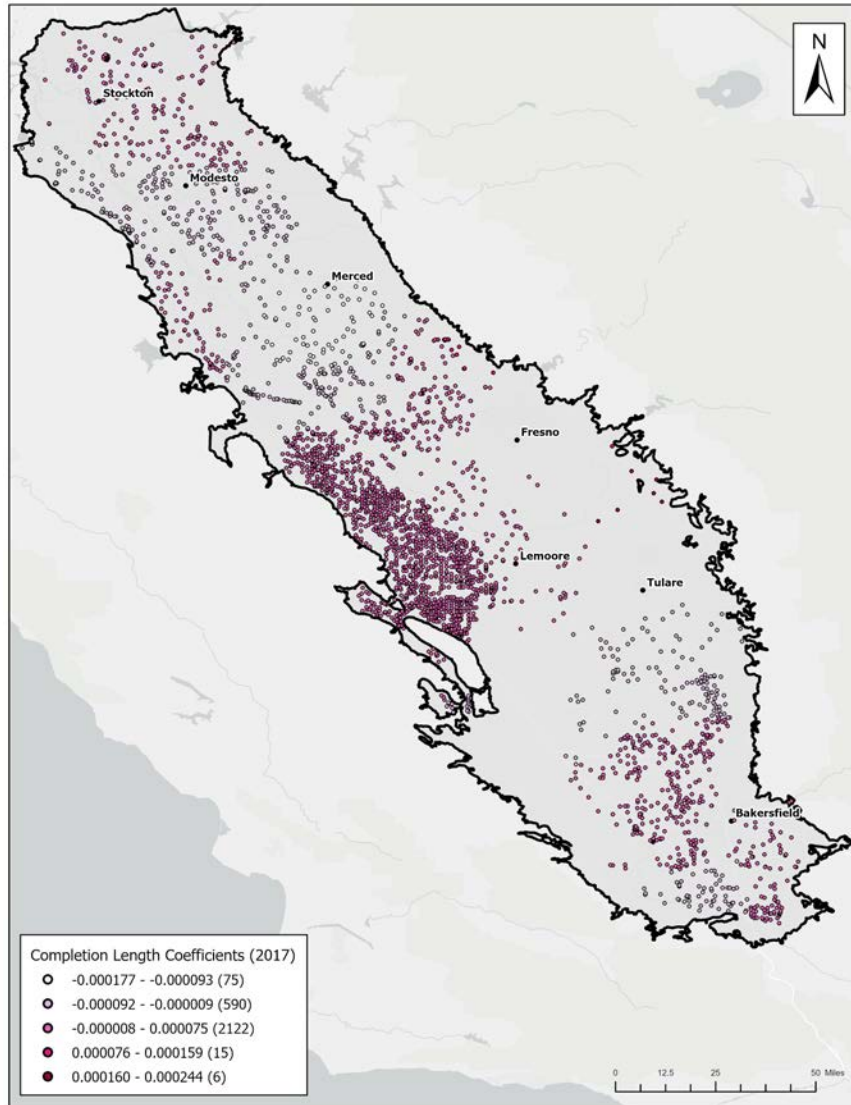 N
Stockton
Modesto
Merced
Fresno
Lemoore
Tulare
Bakersfield
Completion Length Coefficients (2017)
-0.000177 - -0.000093 (75)
-0.000092 - -0.000009 (590)
-0.000008 - 0.000075 (2122)
0.000076 - 0.000159 (15)
0.000160 - 0.000244 (6)
0 12.5 25 50 Miles